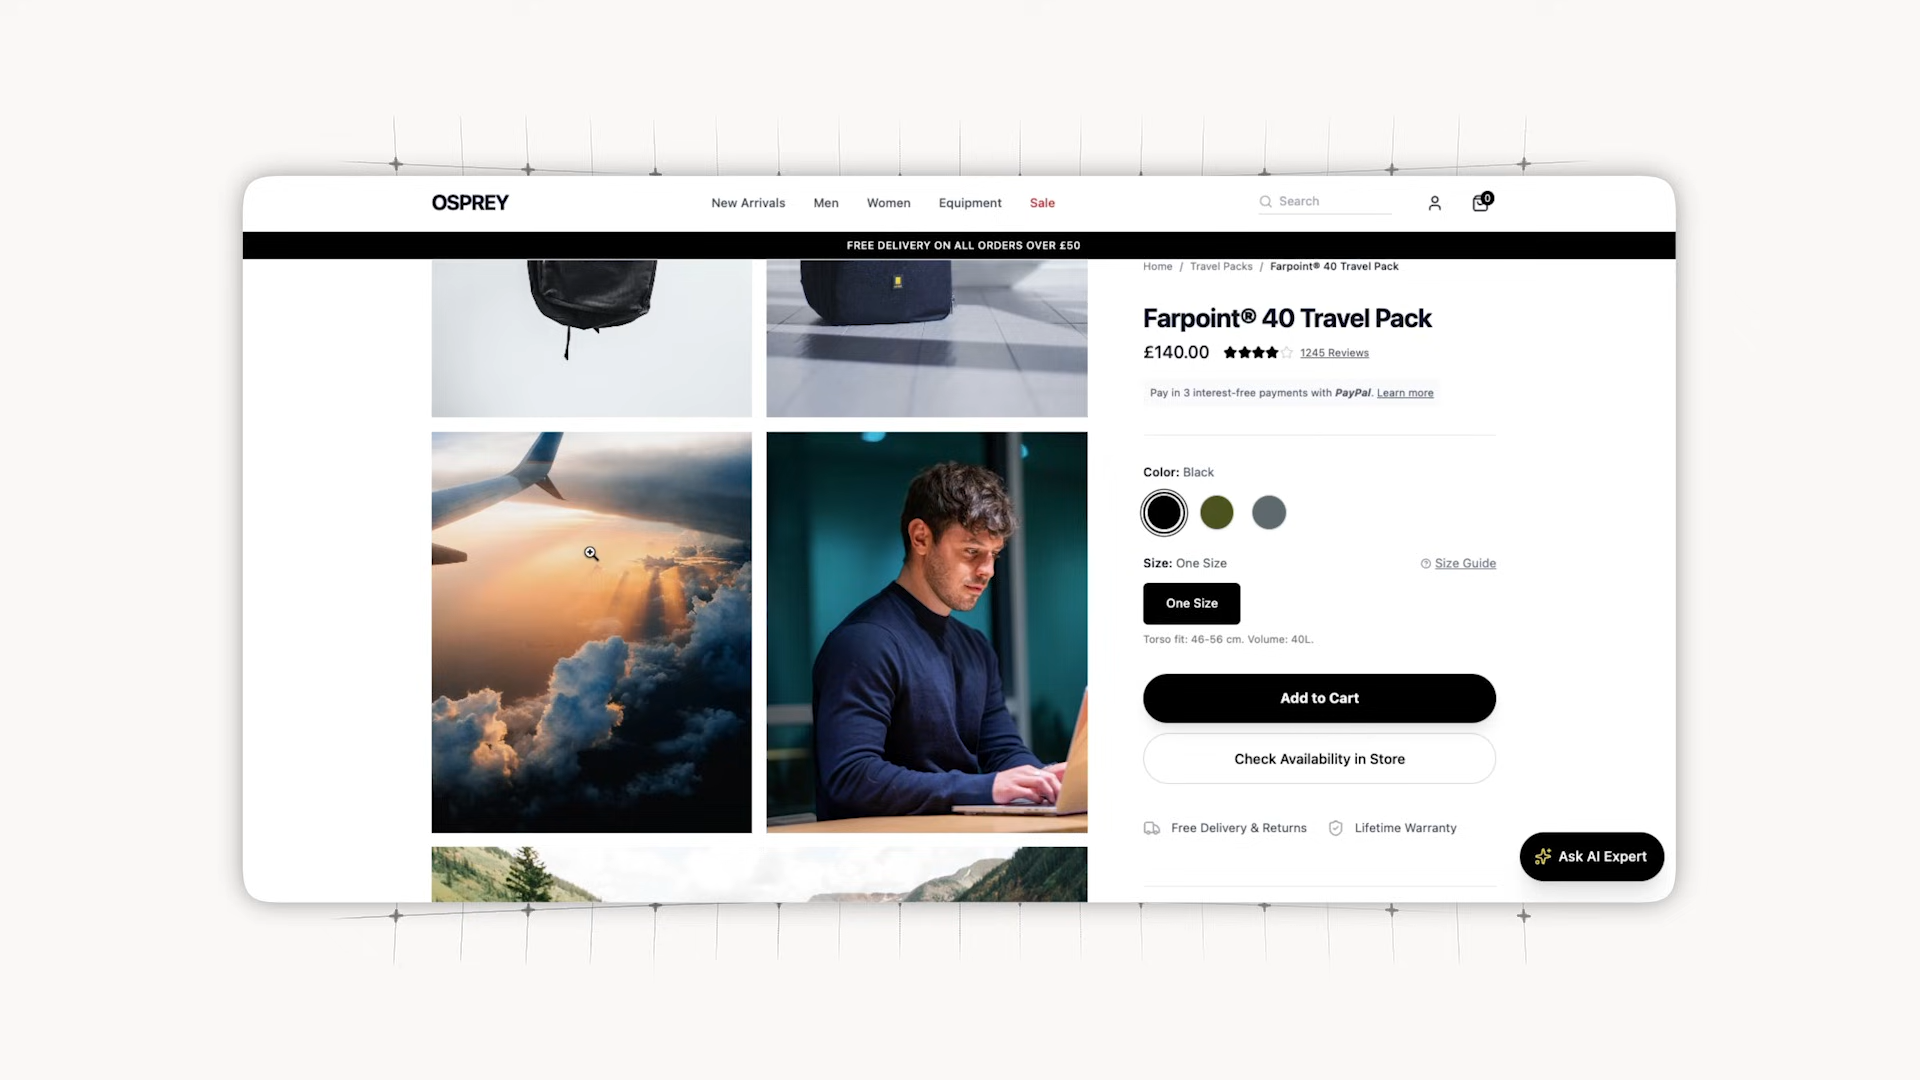 OSPREY
New Arrivals Men Women Equipment Sale
Search
0
FREE DELIVERY ON ALL ORDERS OVER £50
Home / Travel Packs / Farpoint® 40 Travel Pack
Farpoint® 40 Travel Pack
£140.00 1245 Reviews
Pay in 3 interest-free payments with PayPal. Learn more
Color: Black
Size: One Size
Size Guide
One Size
Torso fit: 46-56 cm. Volume: 40L.
Add to Cart
Check Availability in Store
Free Delivery & Returns Lifetime Warranty
Ask AI Expert